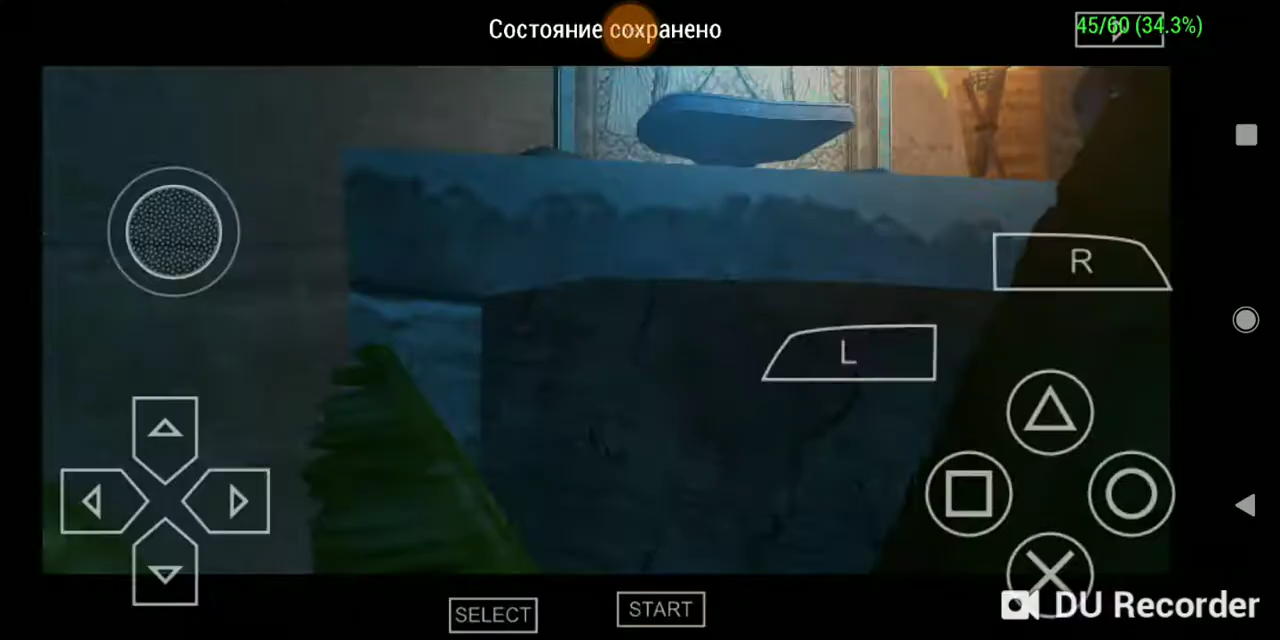 Состояние сохранено
45/60 (34.3%)
R
L
SELECT
START
DU Recorder